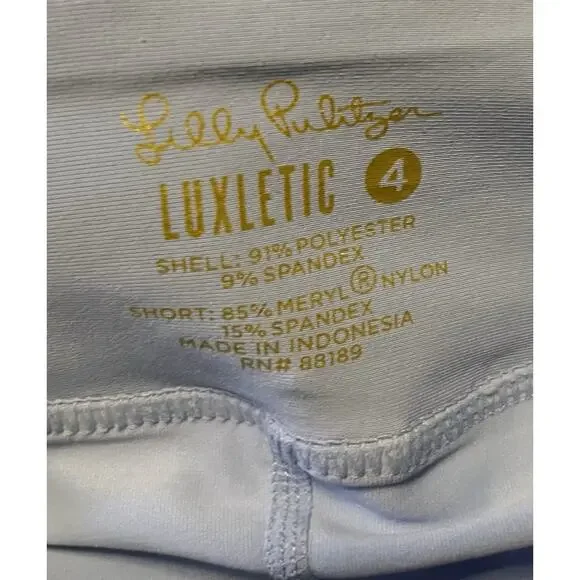 Lilly Pulitzer
LUXLETIC 4
SHELL: 91% POLYESTER
9% SPANDEX
SHORT: 85% MERYL® NYLON
15% SPANDEX
MADE IN INDONESIA
RN# 88189